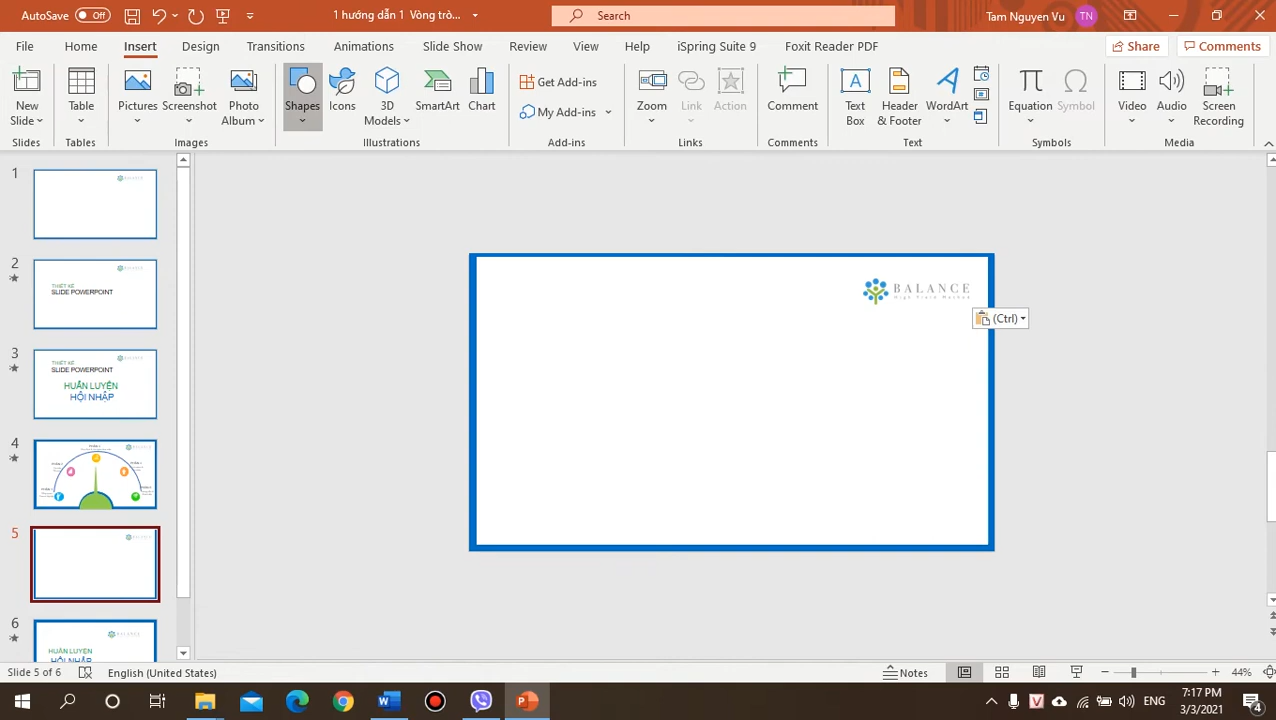 AutoSave Off 1 hướng dẫn 1 Vòng trò... Search Tam Nguyen Vu TN
File Home Insert Design Transitions Animations Slide Show Review View Help iSpring Suite 9 Foxit Reader PDF Share Comments
New Slide Table Pictures Screenshot Photo Album Shapes Icons 3D Models SmartArt Chart Get Add-ins My Add-ins Zoom Link Action Comment Text Box Header & Footer WordArt Equation Symbol Video Audio Screen Recording
Slides Tables Images Illustrations Add-ins Links Comments Text Symbols Media
1
2
THIẾT KẾ
SLIDE POWERPOINT
3
THIẾT KẾ
SLIDE POWERPOINT
HUẤN LUYỆN
HỘI NHẬP
4
5
6
HUẤN LUYỆN
HỘI NHẬP
BALANCE
High Field Method
(Ctrl)
Slide 5 of 6 English (United States) Notes 44%
P W V ENG 7:17 PM
3/3/2021 4